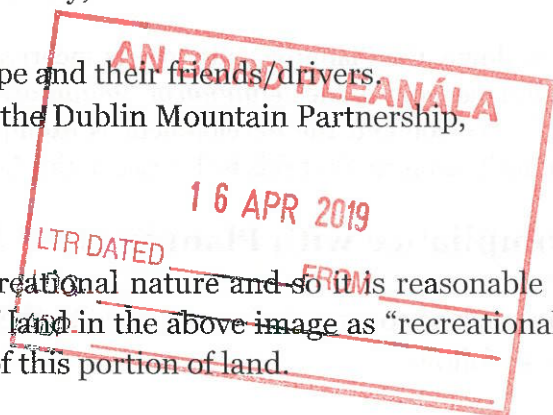 AN BORD PLEANÁLA
pe and their friends/drivers.
the Dublin Mountain Partnership,
16 APR 2019
LTR DATED FROM
reational nature and so it is reasonable
land in the above image as “recreational
f this portion of land.